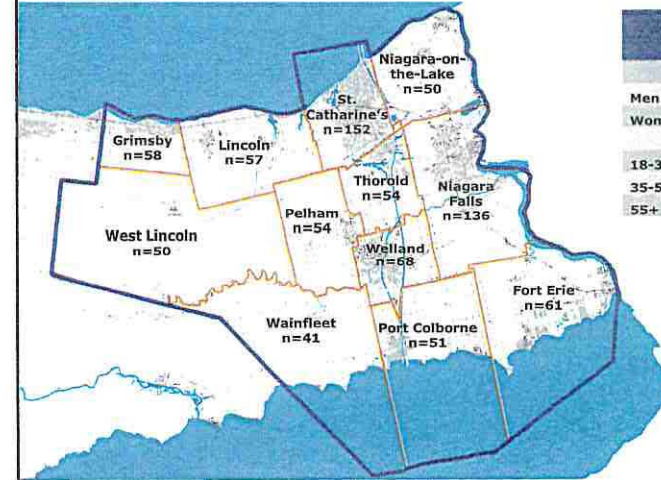 Niagara-on-
the-Lake
n=50
St.
Catharine's
n=152
Grimsby
n=58
Lincoln
n=57
Thorold
n=54
Niagara
Falls
n=136
Pelham
n=54
West Lincoln
n=50
Welland
n=68
Fort Erie
n=61
Wainfleet
n=41
Port Colborne
n=51
Men
Wom
18-3
35-5
55+